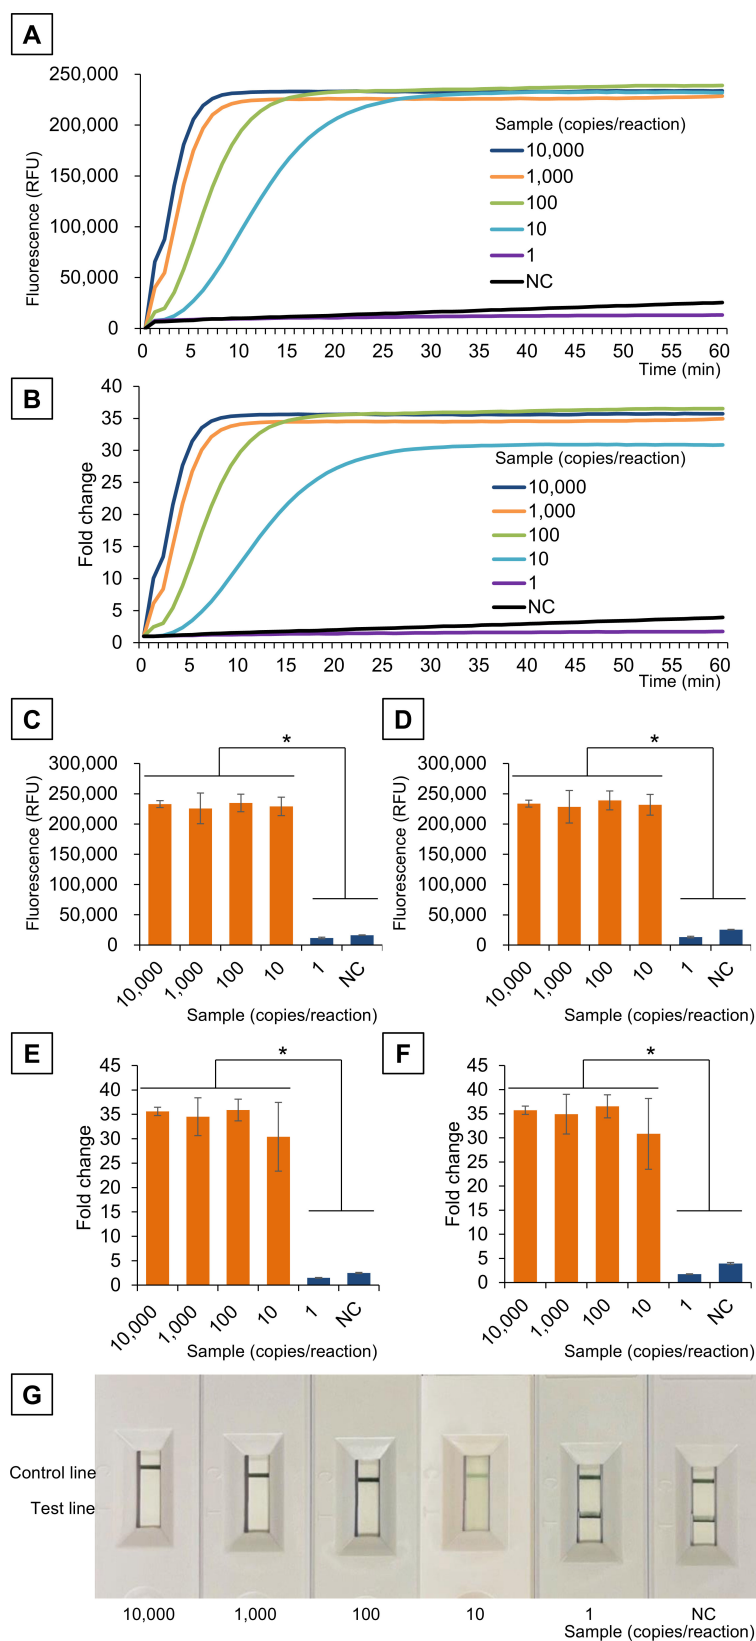 A
250,000
200,000
150,000
100,000
50,000
0
Fluorescence (RFU)
Sample (copies/reaction)
10,000
1,000
100
10
1
NC
0 5 10 15 20 25 30 35 40 45 50 55 60
Time (min)
B
40
35
30
25
20
15
10
5
0
Fold change
Sample (copies/reaction)
10,000
1,000
100
10
1
NC
0 5 10 15 20 25 30 35 40 45 50 55 60
Time (min)
C
300,000
250,000
200,000
150,000
100,000
50,000
0
Fluorescence (RFU)
*
10,000 1,000 100 10 1 NC
Sample (copies/reaction)
D
300,000
250,000
200,000
150,000
100,000
50,000
0
Fluorescence (RFU)
*
10,000 1,000 100 10 1 NC
Sample (copies/reaction)
E
45
40
35
30
25
20
15
10
5
0
Fold change
*
10,000 1,000 100 10 1 NC
Sample (copies/reaction)
F
45
40
35
30
25
20
15
10
5
0
Fold change
*
10,000 1,000 100 10 1 NC
Sample (copies/reaction)
G
Control line
Test line
10,000 1,000 100 10 1 NC
Sample (copies/reaction)